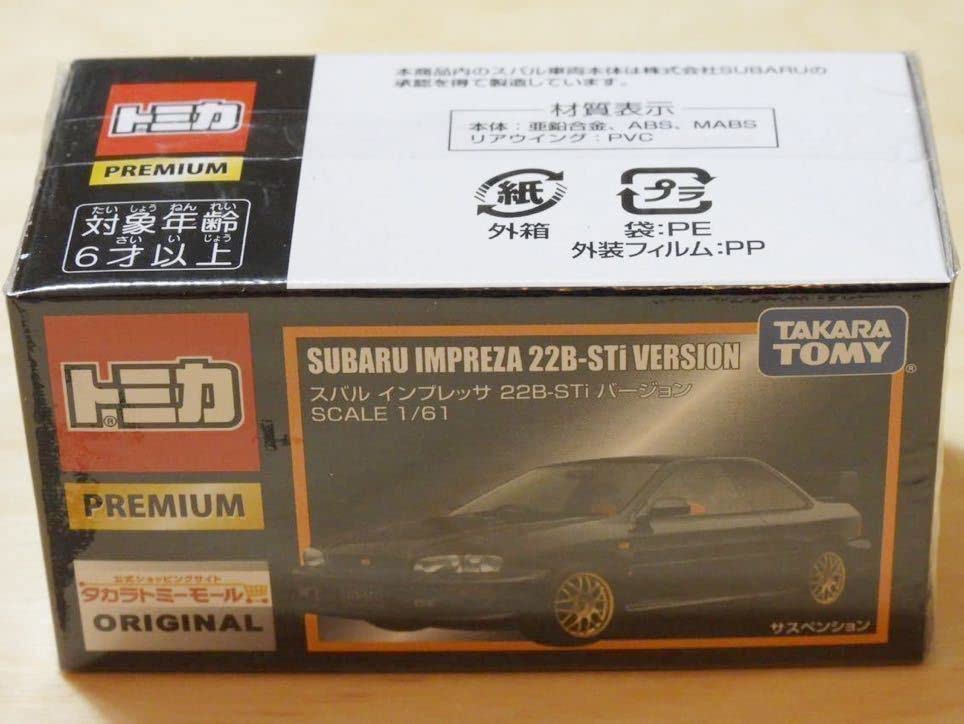 トミカ
PREMIUM
たいしょうねんれい
対象年齢
さいいじょう
6才以上
本商品内のスバル車両本体は株式会社SUBARUの
承認を得て製造しています。
材質表示
本体:亜鉛合金、ABS、MABS
リアウイング:PVC
紙
外箱
プラ
袋:PE
外装フィルム:PP
トミカ
®
PREMIUM
公式ショッピングサイト
タカラトミーモール
ORIGINAL
SUBARU IMPREZA 22B-STi VERSION
スバル インプレッサ 22B-STi バージョン
SCALE 1/61
TAKARA
TOMY
®
サスペンション